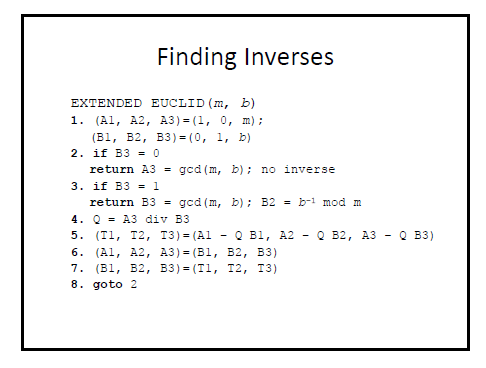 Finding Inverses
EXTENDED EUCLID(m, b)
1. (A1, A2, A3)=(1, 0, m);
(B1, B2, B3)=(0, 1, b)
2. if B3 = 0
return A3 = gcd(m, b); no inverse
3. if B3 = 1
return B3 = gcd(m, b); B2 = b⁻¹ mod m
4. Q = A3 div B3
5. (T1, T2, T3)=(A1 – Q B1, A2 – Q B2, A3 – Q B3)
6. (A1, A2, A3)=(B1, B2, B3)
7. (B1, B2, B3)=(T1, T2, T3)
8. goto 2